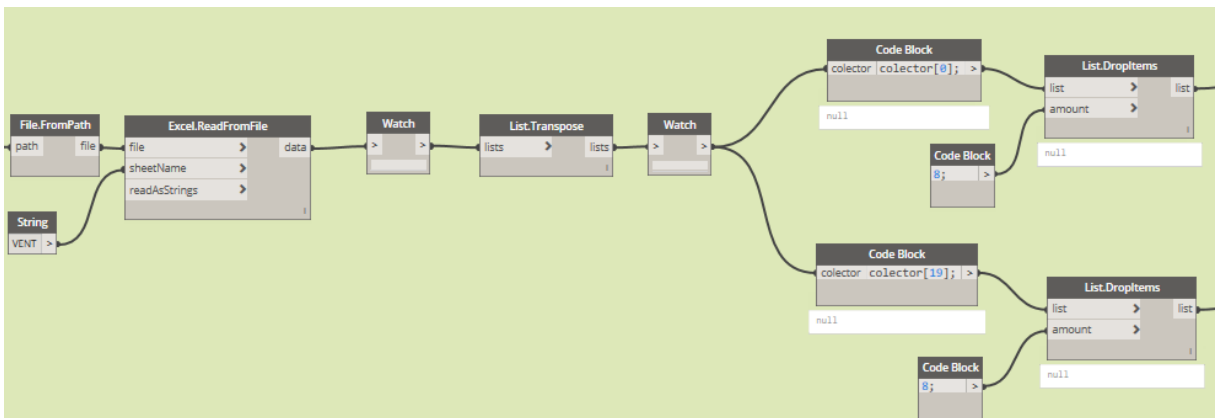 File.FromPath
path > file >
String
VENT >
Excel.ReadFromFile
file > data >
sheetName >
readAsStrings >
Watch
> >
List.Transpose
lists > lists >
l
Watch
> >
Code Block
colector colector[0]; >
null
Code Block
8; >
List.DropItems
list > list >
amount >
l
null
Code Block
colector colector[19]; >
null
Code Block
8; >
List.DropItems
list > list >
amount >
l
null